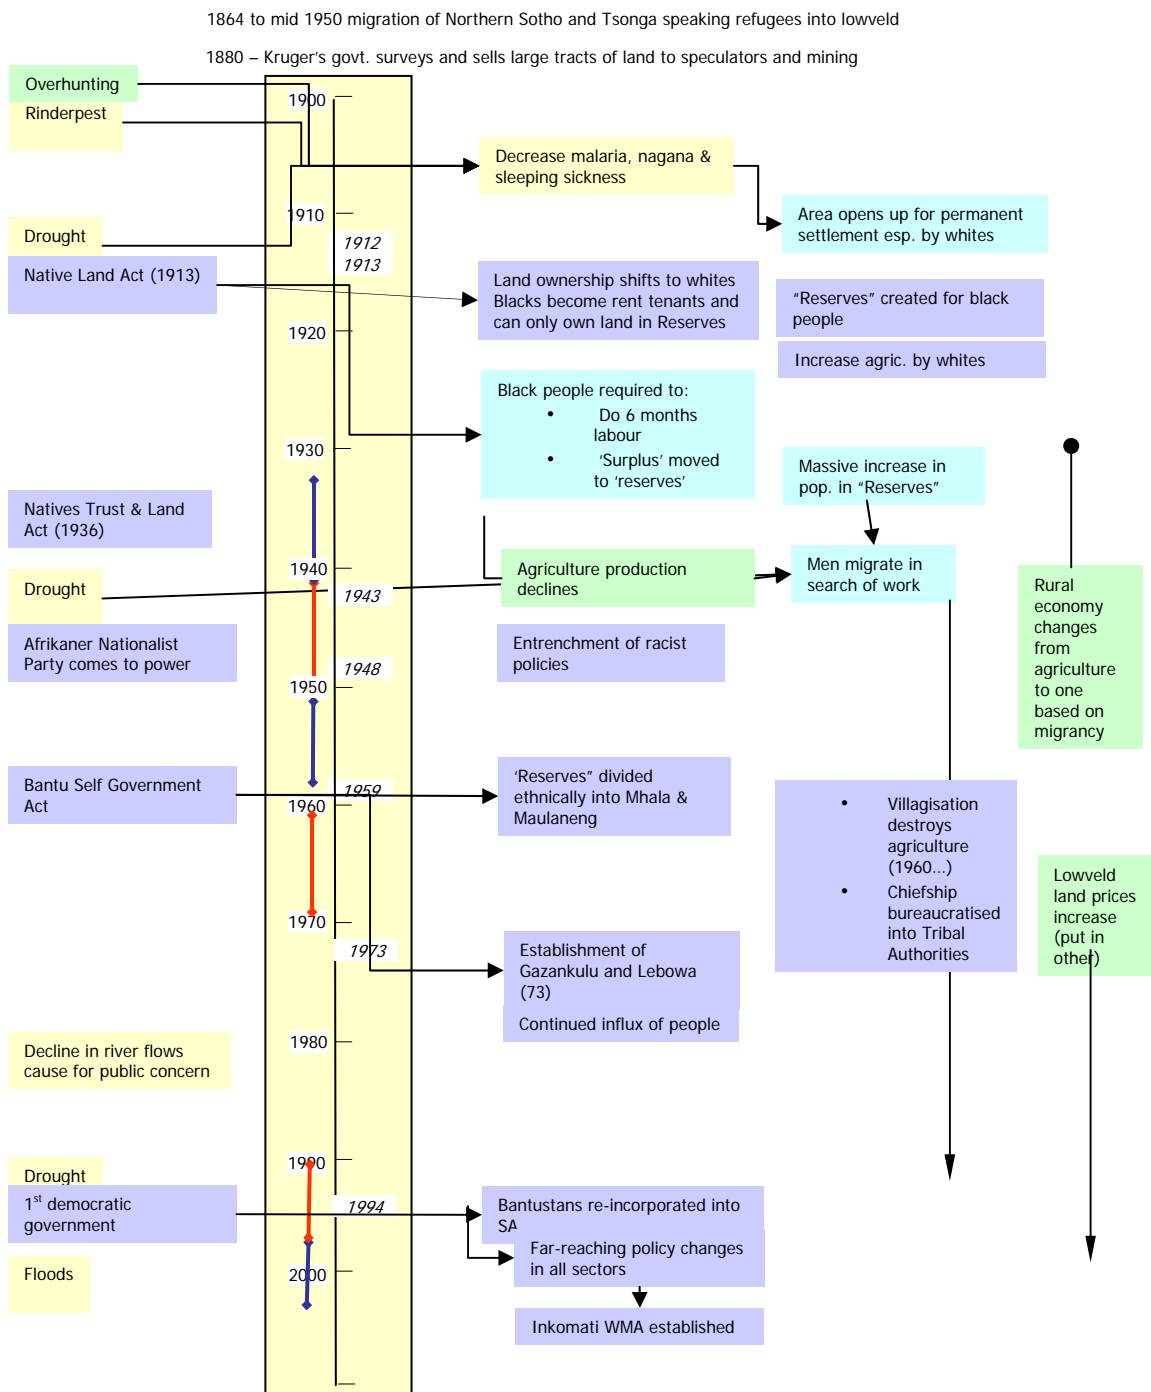 1864 to mid 1950 migration of Northern Sotho and Tsonga speaking refugees into lowveld
1880 – Kruger's govt. surveys and sells large tracts of land to speculators and mining
Overhunting
Rinderpest
1900
Decrease malaria, nagana &
sleeping sickness
Area opens up for permanent
settlement esp. by whites
1910
Drought
1912
1913
Native Land Act (1913)
Land ownership shifts to whites
Blacks become rent tenants and
can only own land in Reserves
"Reserves" created for black
people
1920
Increase agric. by whites
Black people required to:
• Do 6 months
labour
• 'Surplus' moved
to 'reserves'
1930
Massive increase in
pop. in "Reserves"
Natives Trust & Land
Act (1936)
1940
Drought
1943
Agriculture production
declines
Men migrate in
search of work
Rural
economy
changes
from
agriculture
to one
based on
migrancy
Afrikaner Nationalist
Party comes to power
1948
Entrenchment of racist
policies
1950
Bantu Self Government
Act
1959
1960
'Reserves" divided
ethnically into Mhala &
Maulaneng
• Villagisation
destroys
agriculture
(1960...)
• Chiefship
bureaucratised
into Tribal
Authorities
Lowveld
land prices
increase
(put in
other)
1970
1973
Establishment of
Gazankulu and Lebowa
(73)
Continued influx of people
1980
Decline in river flows
cause for public concern
1990
Drought
1st democratic
government
1994
Bantustans re-incorporated into
SA
Far-reaching policy changes
in all sectors
Floods
2000
Inkomati WMA established